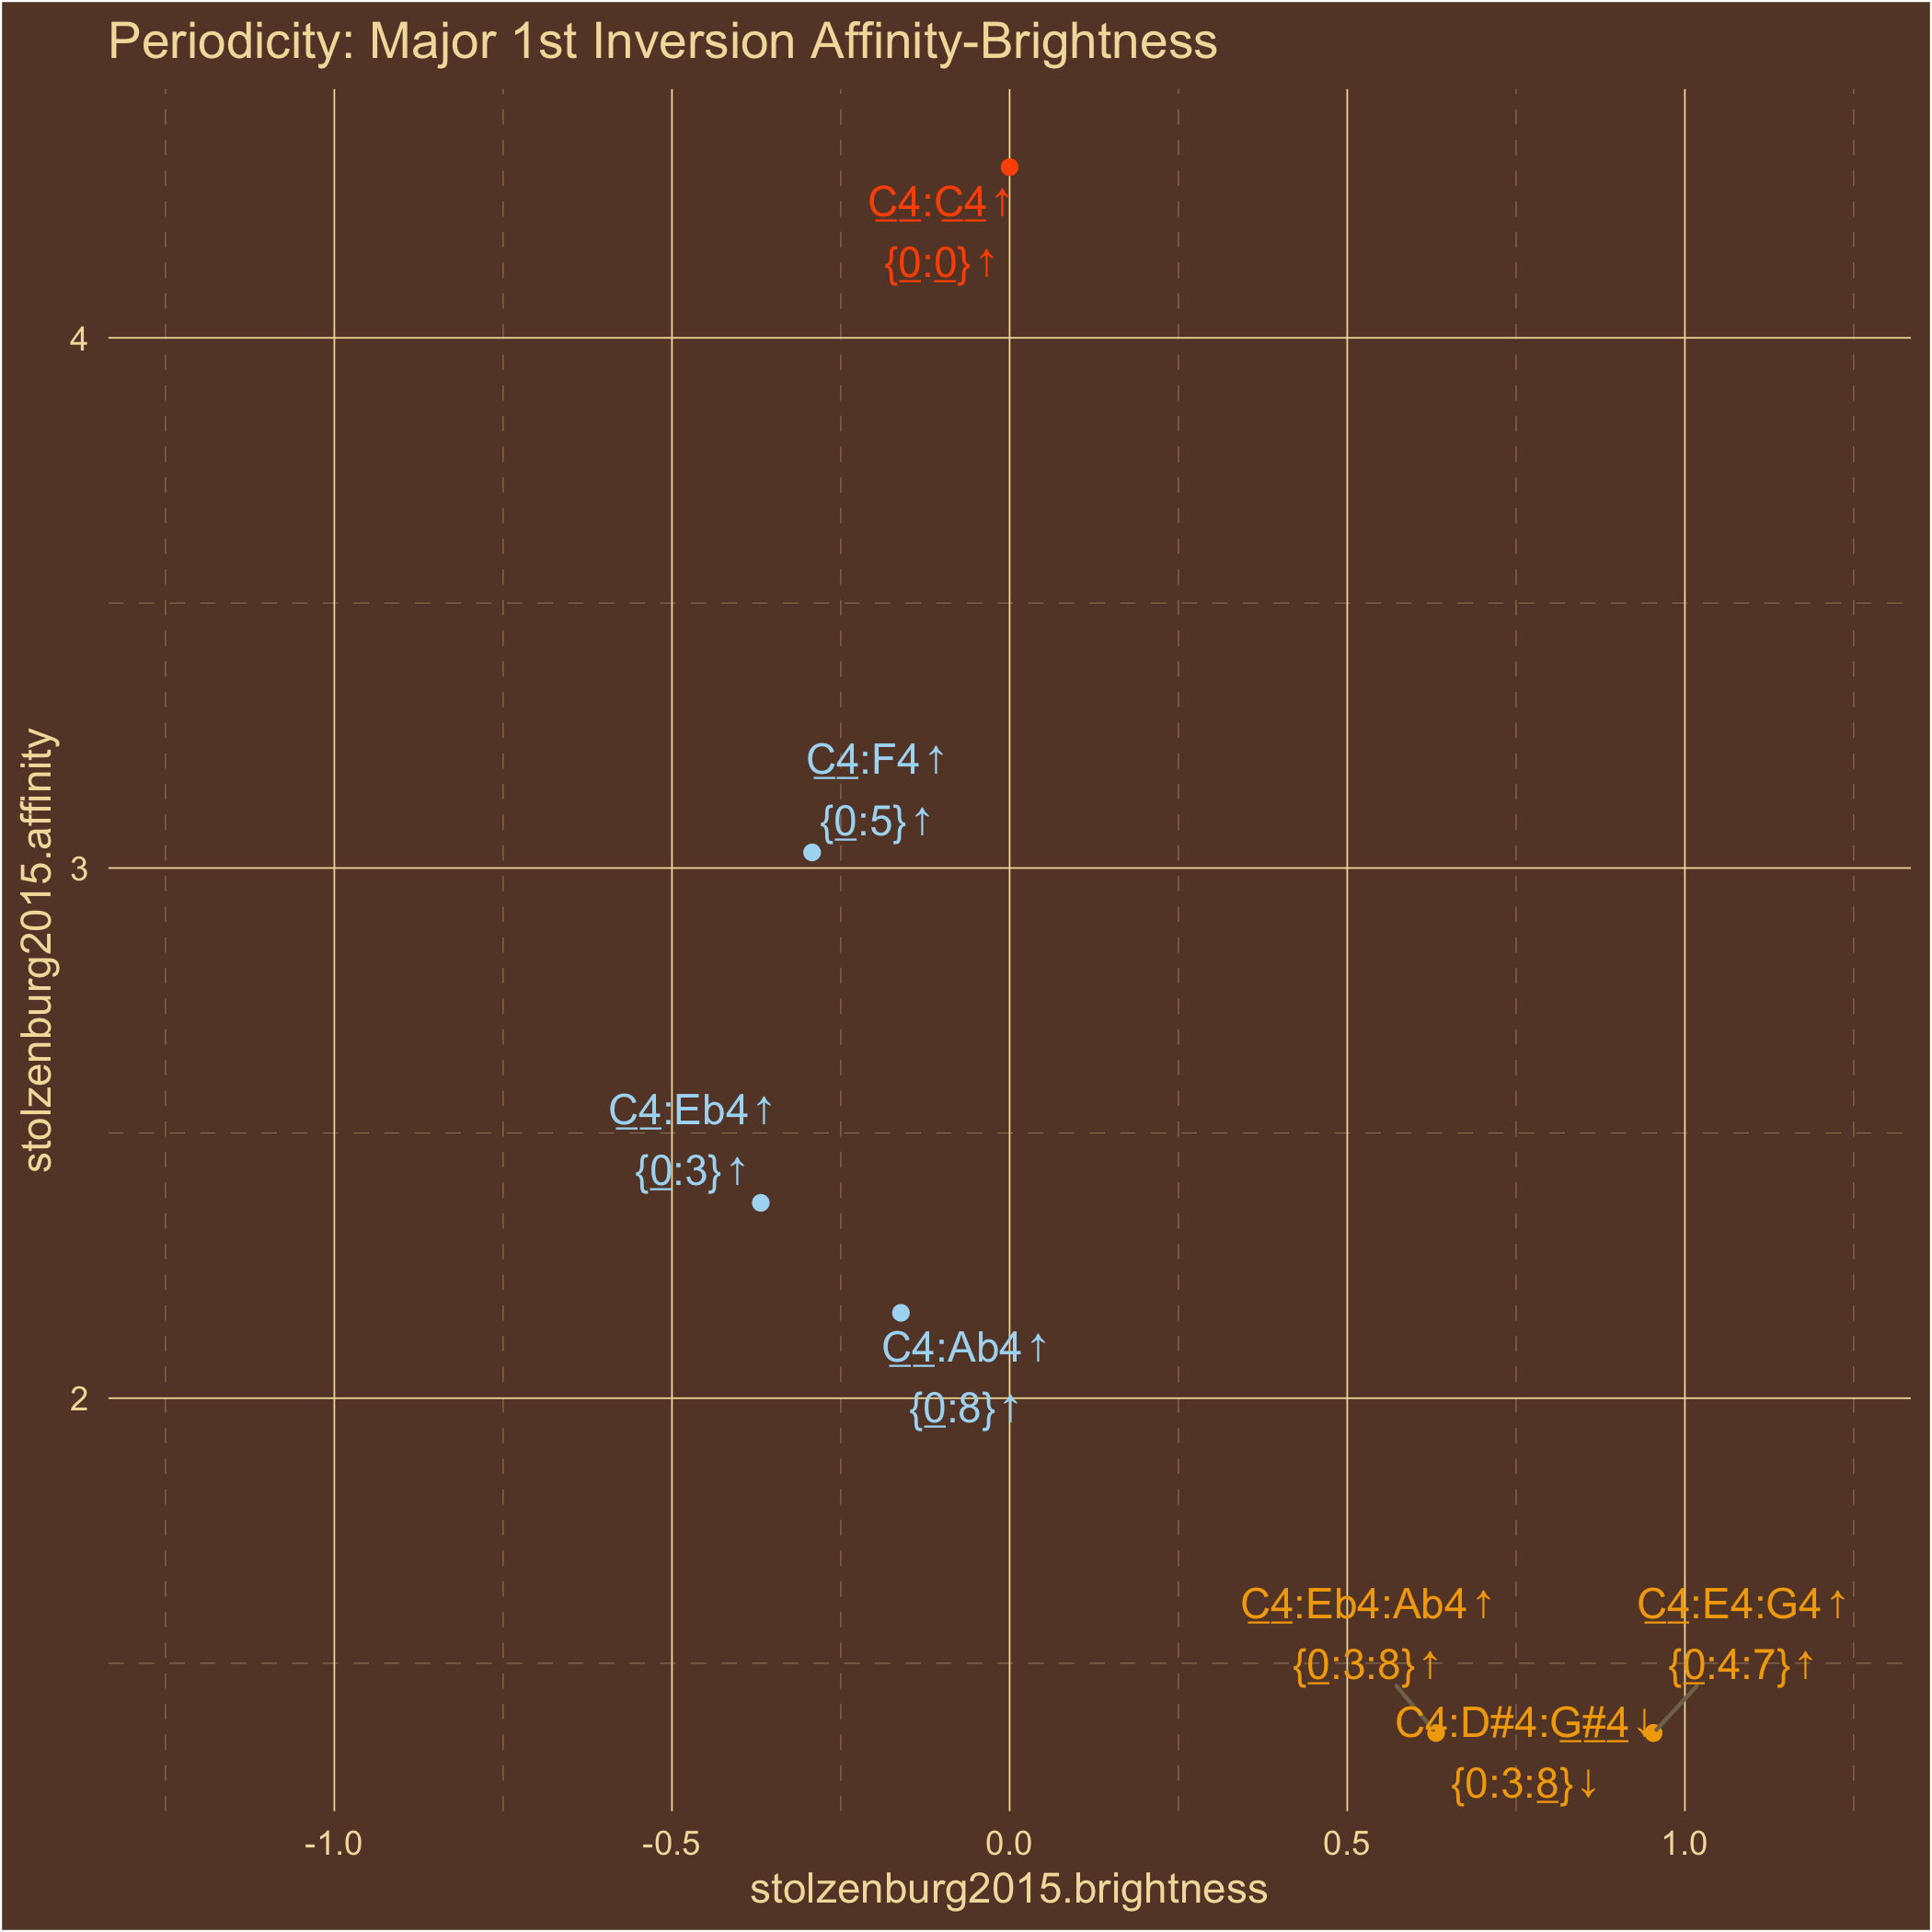 Periodicity: Major 1st Inversion Affinity-Brightness
C4:C4↑
{0:0}↑
4
C4:F4↑
{0:5}↑
3
stolzenburg2015.affinity
C4:Eb4↑
{0:3}↑
C4:Ab4↑
2
{0:8}↑
C4:Eb4:Ab4↑
{0:3:8}↑
C4:E4:G4↑
{0:4:7}↑
C4:D#4:G#4↓
{0:3:8}↓
-1.0 -0.5 0.0 0.5 1.0
stolzenburg2015.brightness